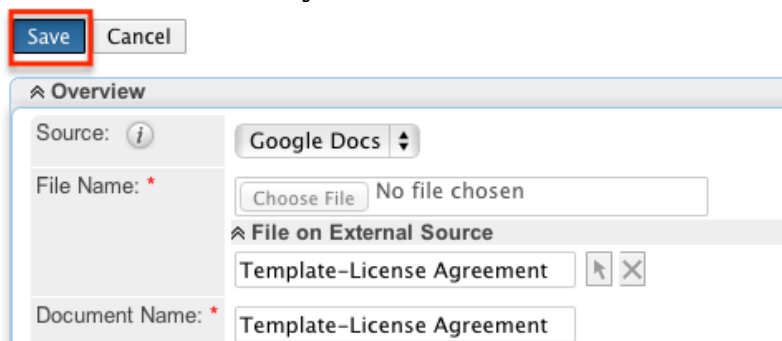 Save Cancel
Overview
Source: i Google Docs
File Name: * Choose File No file chosen
File on External Source
Template-License Agreement
Document Name: * Template-License Agreement